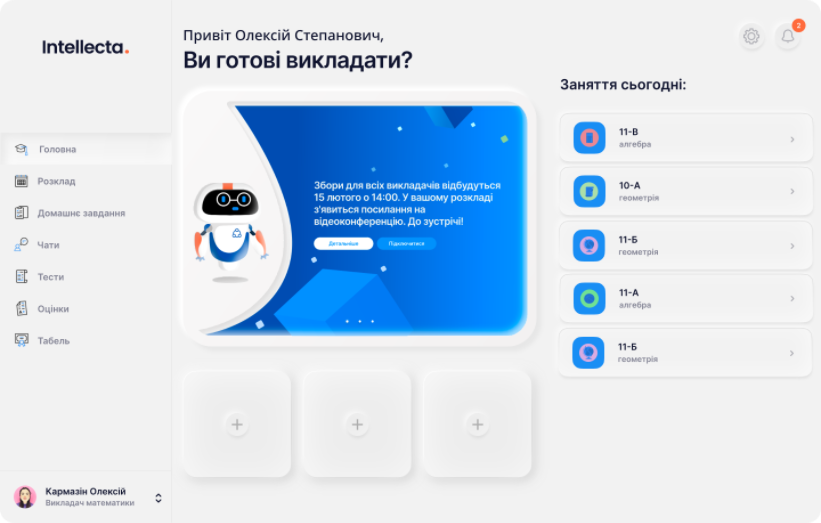 Intellecta.
Головна
Розклад
Домашнє завдання
Чати
Тести
Оцінки
Табель
Кармазін Олексій
Викладач математики
Привіт Олексій Степанович,
Ви готові викладати?
2
Збори для всіх викладачів відбудуться
15 лютого о 14:00. У вашому розкладі
з'явиться посилання на
відеоконференцію. До зустрічі!
Детальніше
Підключитися
Заняття сьогодні:
11-В
алгебра
10-А
геометрія
11-Б
геометрія
11-А
алгебра
11-Б
геометрія